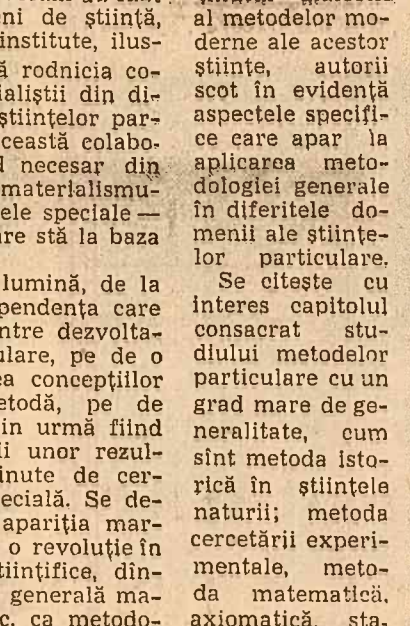 ni de știință,
institute, ilus-
ă rodnicia co-
aliștii din di-
științelor par-
ceastă colabo-
d necesar din
materialismu-
ele speciale —
are stă la baza
lumină, de la
pendența care
ntre dezvolta-
ulare, pe de o
ea concepțiilor
etodă, pe de
in urmă fiind
ii unor rezul-
inute de cer-
ecială. Se de-
apariția mar-
o revoluție în
tiințifice, dîn-
generală ma-
c, ca metodo-
al metodelor mo-
derne ale acestor
științe, autorii
scot în evidență
aspectele specifi-
ce care apar la
aplicarea meto-
dologiei generale
în diferitele do-
menii ale științe-
lor particulare.
Se citește cu
interes capitolul
consacrat stu-
diului metodelor
particulare cu un
grad mare de ge-
neralitate, cum
sînt metoda isto-
rică în științele
naturii; metoda
cercetării experi-
mentale, meto-
da matematică,
axiomatică, sta-